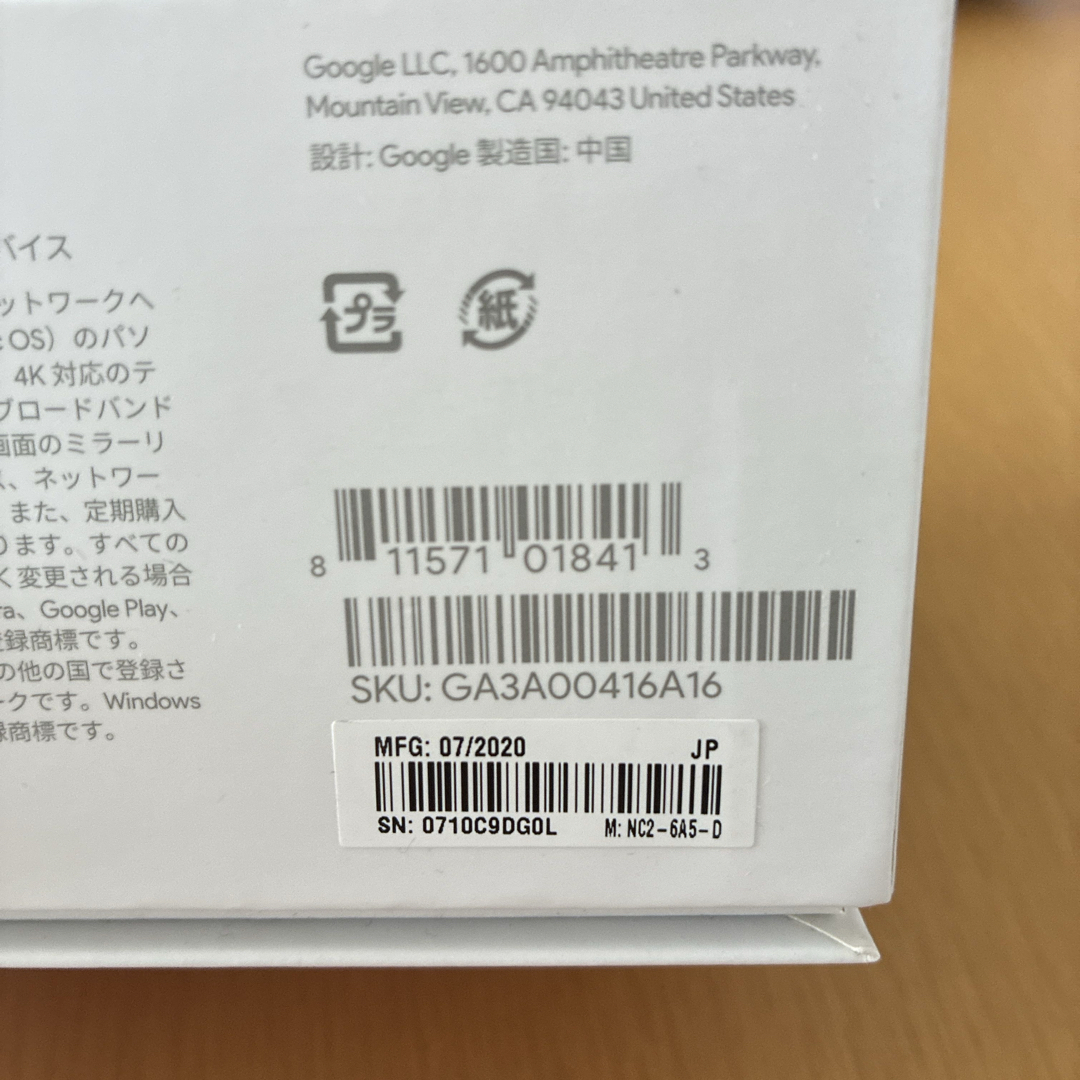 Google LLC, 1600 Amphitheatre Parkway,
Mountain View, CA 94043 United States
設計: Google 製造国: 中国
バイス
ットワークへ
OS）のパソ
4K 対応のテ
ブロードバンド
画面のミラーリ
、ネットワー
また、定期購入
ります。すべての
く変更される場合
ra、Google Play、
登録商標です。
の他の国で登録さ
ークです。Windows
録商標です。
プラ
紙
8 11571 01841 3
SKU: GA3A00416A16
MFG: 07/2020 JP
SN: 0710C9DG0L M: NC2-6A5-D